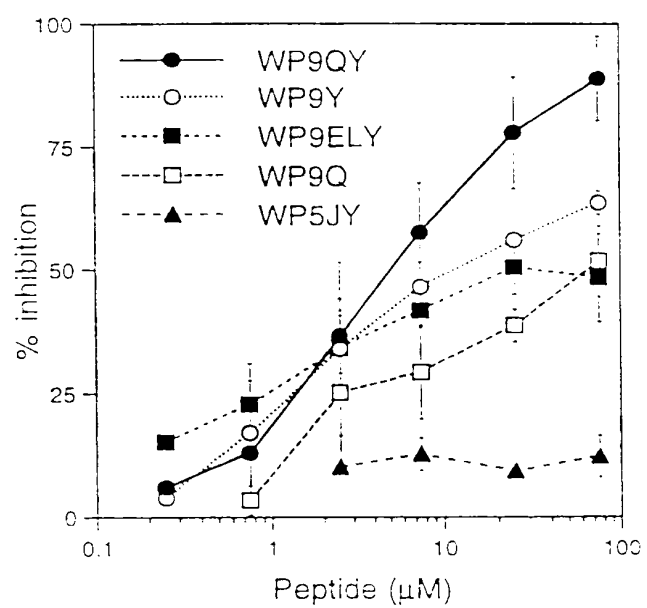 100
75
50
25
0
% inhibition
WP9QY
WP9Y
WP9ELY
WP9Q
WP5JY
0.1
1
10
100
Peptide (μM)